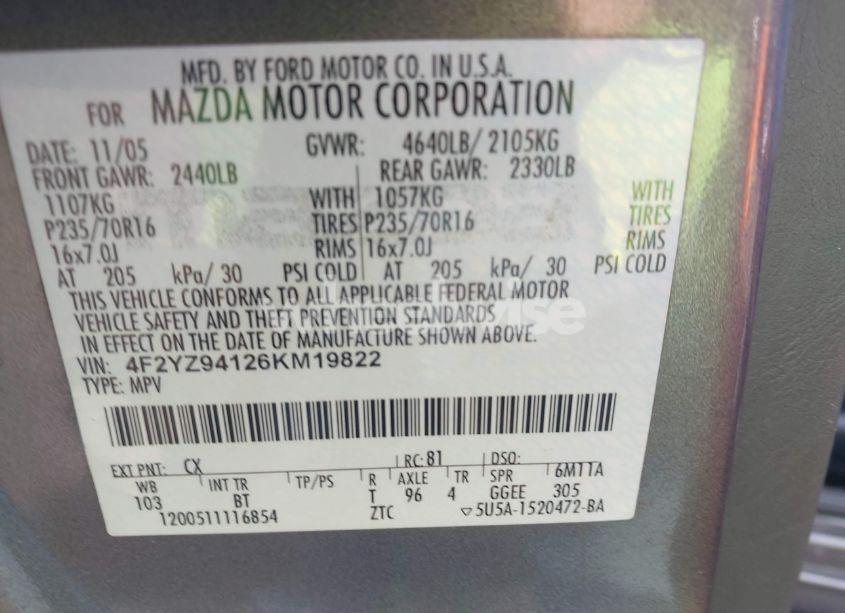 MFD. BY FORD MOTOR CO. IN U.S.A.
FOR MAZDA MOTOR CORPORATION
DATE: 11/05 GVWR: 4640LB/ 2105KG
FRONT GAWR: 2440LB REAR GAWR: 2330LB
1107KG WITH 1057KG WITH
P235/70R16 TIRES P235/70R16 TIRES
16x7.0J RIMS 16x7.0J RIMS
AT 205 kPa/ 30 PSI COLD AT 205 kPa/ 30 PSI COLD
THIS VEHICLE CONFORMS TO ALL APPLICABLE FEDERAL MOTOR
VEHICLE SAFETY AND THEFT PREVENTION STANDARDS
IN EFFECT ON THE DATE OF MANUFACTURE SHOWN ABOVE.
VIN: 4F2YZ94126KM19822
TYPE: MPV
EXT PNT: CX RC: 81 DSO:
WB INT TR TP/PS R AXLE TR SPR 6M11A
103 BT T 96 4 GGEE 305
1200511116854 ZTC ▽5U5A-1520472-BA